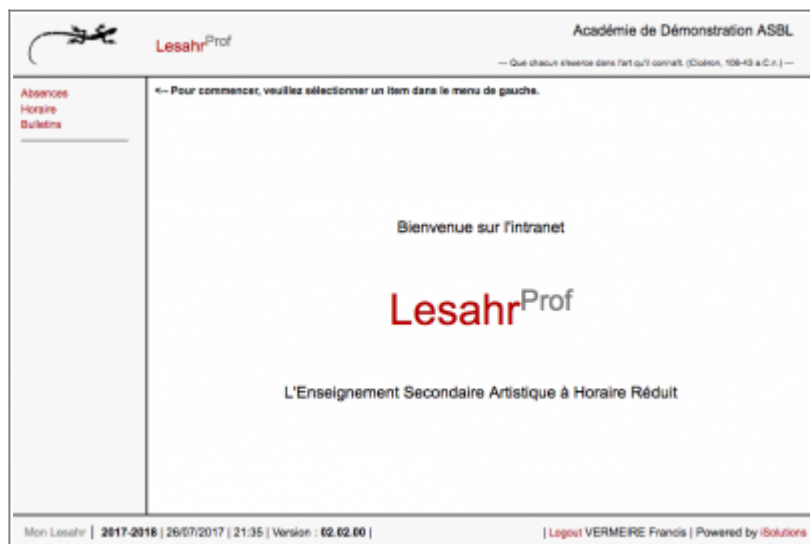 LesahrProf
Académie de Démonstration ASBL
— Que chacun s'exerce dans l'art qu'il connaît. (Cicéron, 106-43 a.C.n.) —
Absences
Horaire
Bulletins
<-- Pour commencer, veuillez sélectionner un item dans le menu de gauche.
Bienvenue sur l'intranet
LesahrProf
L'Enseignement Secondaire Artistique à Horaire Réduit
Mon Lesahr | 2017-2018 | 26/07/2017 | 21:35 | Version : 02.02.00 |
| Logout VERMEIRE Francis | Powered by iSolutions